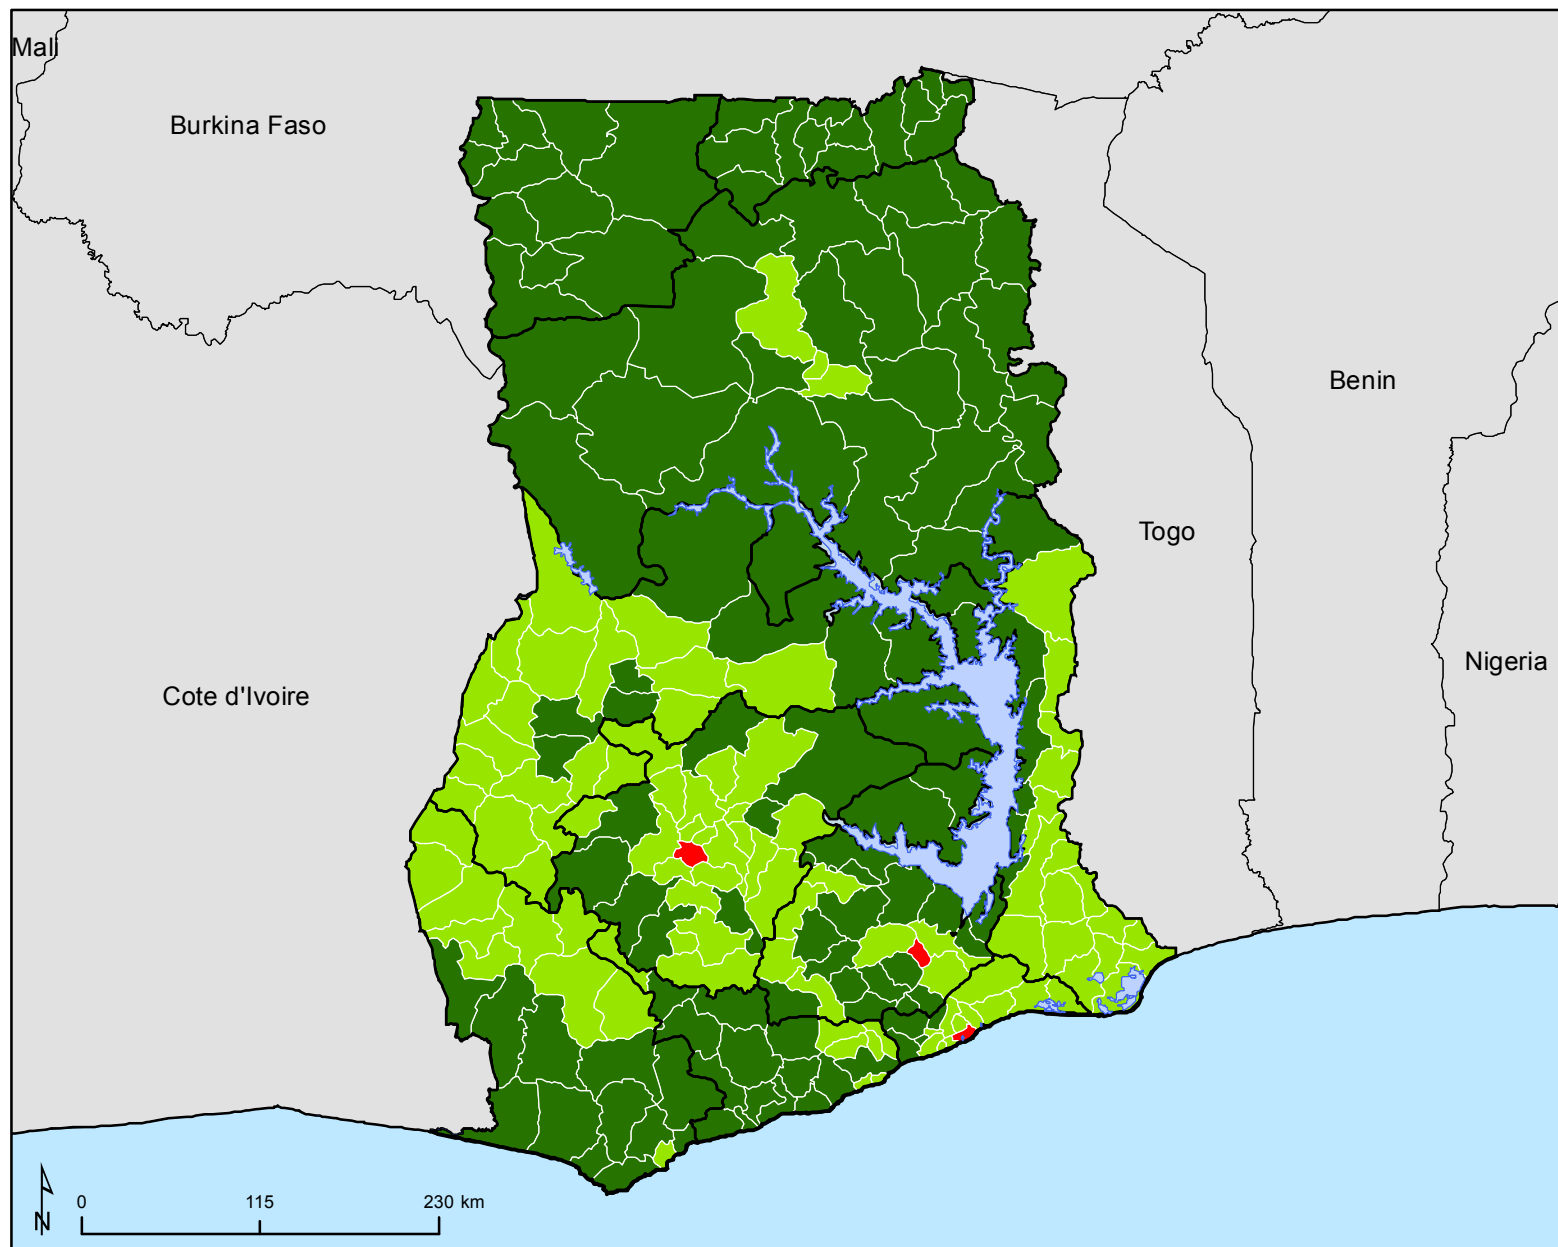 Mali
Burkina Faso
Benin
Togo
Nigeria
Cote d'Ivoire
N
0 115 230 km